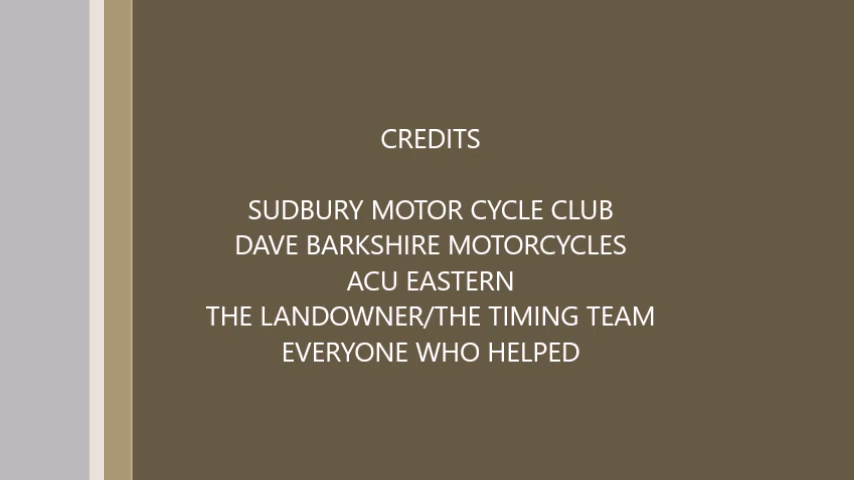 CREDITS
SUDBURY MOTOR CYCLE CLUB
DAVE BARKSHIRE MOTORCYCLES
ACU EASTERN
THE LANDOWNER/THE TIMING TEAM
EVERYONE WHO HELPED